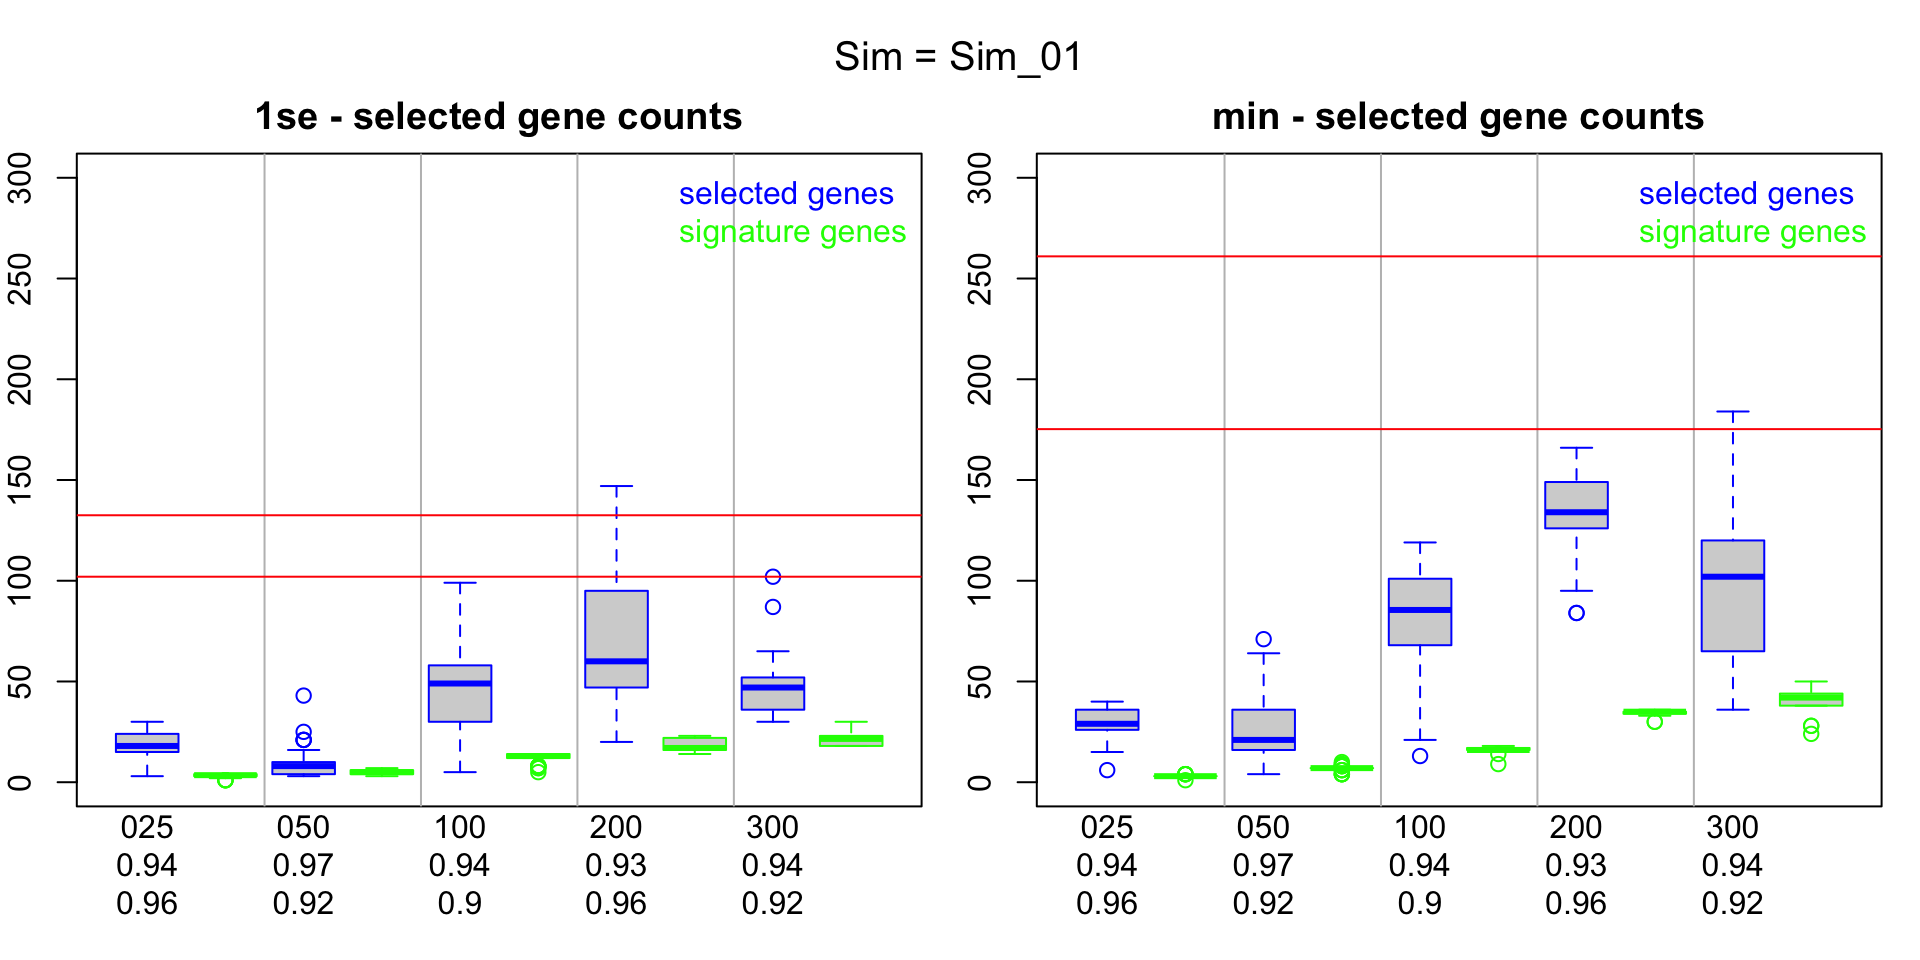 Sim = Sim_01
1se - selected gene counts
300
250
200
150
100
50
0
selected genes
signature genes
025 050 100 200 300
0.94 0.97 0.94 0.93 0.94
0.96 0.92 0.9 0.96 0.92
min - selected gene counts
300
250
200
150
100
50
0
selected genes
signature genes
025 050 100 200 300
0.94 0.97 0.94 0.93 0.94
0.96 0.92 0.9 0.96 0.92